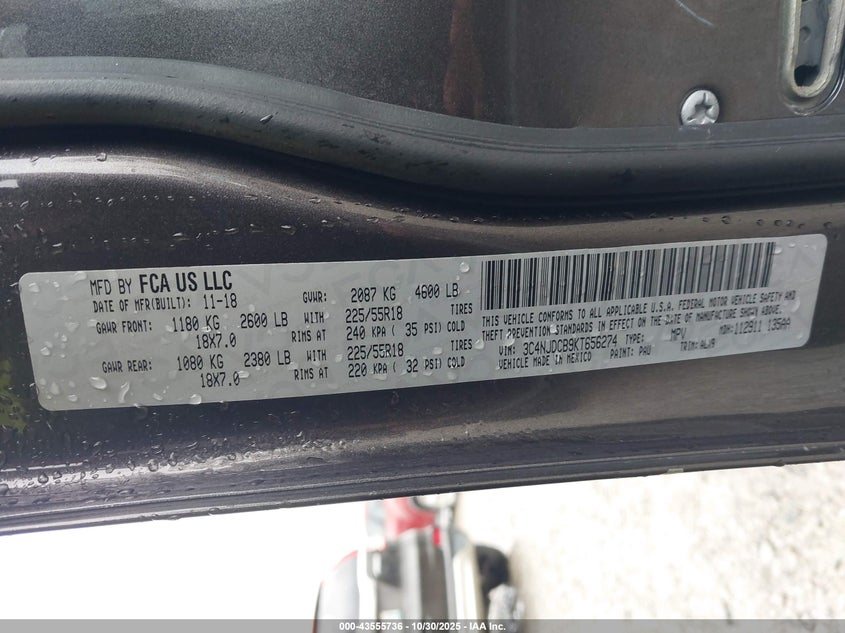 MFD BY FCA US LLC
DATE OF MFR(BUILT): 11-18 GVWR: 2087 KG 4600 LB
GAWR FRONT: 1180 KG 2600 LB WITH 225/55R18 TIRES
18X7.0 RIMS AT 240 KPA ( 35 PSI) COLD
GAWR REAR: 1080 KG 2380 LB WITH 225/55R18 TIRES
18X7.0 RIMS AT 220 KPA ( 32 PSI) COLD
THIS VEHICLE CONFORMS TO ALL APPLICABLE U.S.A. FEDERAL MOTOR VEHICLE SAFETY AND
THEFT PREVENTION STANDARDS IN EFFECT ON THE DATE OF MANUFACTURE SHOWN ABOVE.
VIN: 3C4NJDCB9KT656274 TYPE: MPV MDH: 112911 135AA
VEHICLE MADE IN MEXICO PAINT: PAU TRIM: ALJ9
000-43555736 - 10/30/2025 - IAA, Inc.